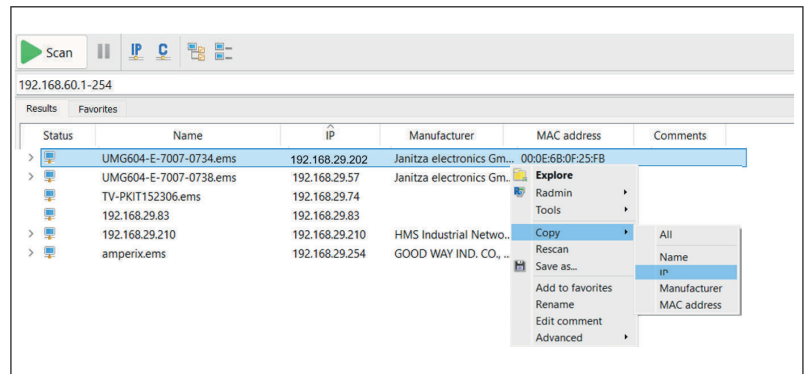 Scan IP C
192.168.60.1-254
Results Favorites
Status Name IP Manufacturer MAC address Comments
UMG604-E-7007-0734.ems 192.168.29.202 Janitza electronics Gm... 00:0E:6B:0F:25:FB
UMG604-E-7007-0738.ems 192.168.29.57 Janitza electronics Gm..
TV-PKIT152306.ems 192.168.29.74
192.168.29.83 192.168.29.83
192.168.29.210 192.168.29.210 HMS Industrial Netwo..
amperix.ems 192.168.29.254 GOOD WAY IND. CO., ..
Explore
Radmin
Tools
Copy
Rescan
Save as...
Add to favorites
Rename
Edit comment
Advanced
All
Name
IP
Manufacturer
MAC address